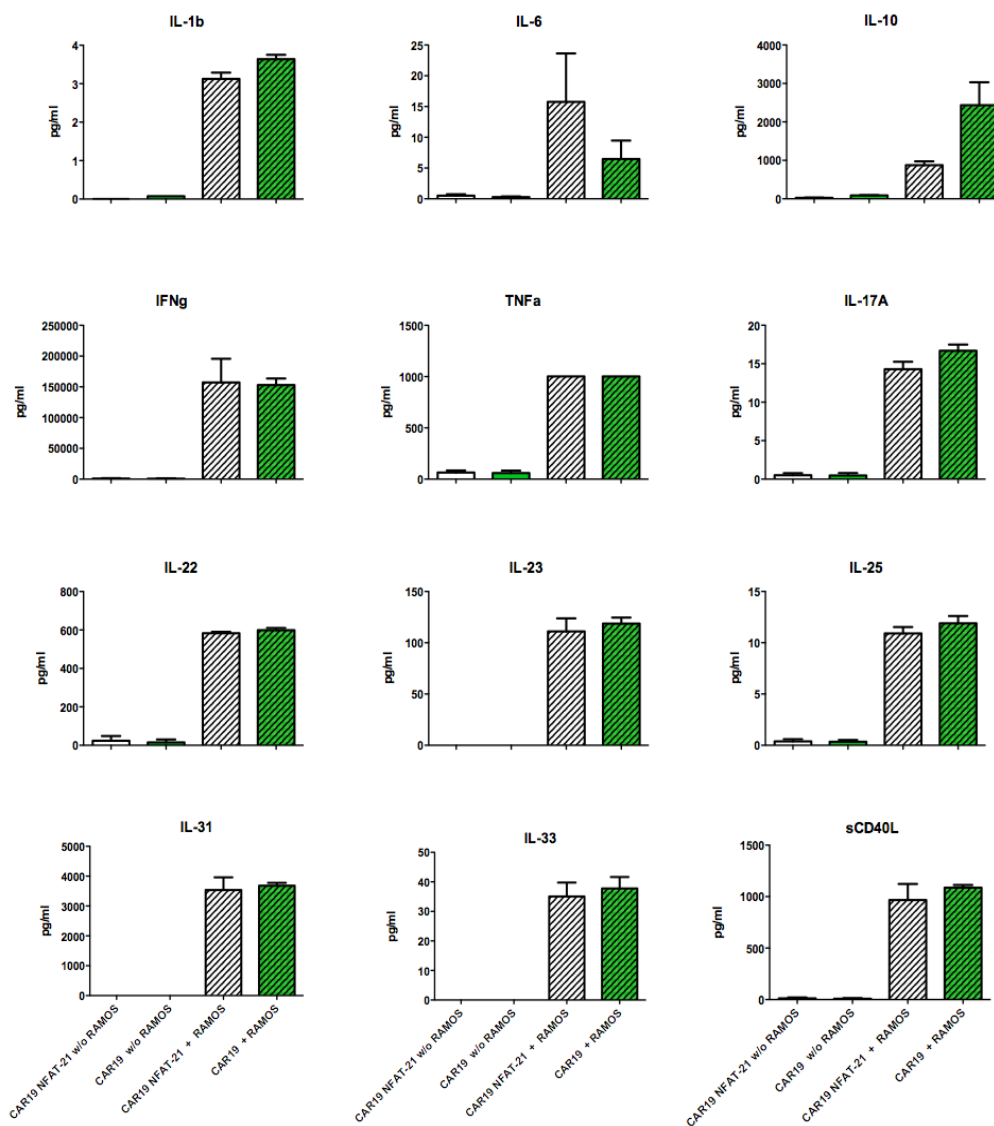 IL-1b
pg/ml
4
3
2
1
0
IL-6
pg/ml
25
20
15
10
5
0
IL-10
pg/ml
4000
3000
2000
1000
0
IFNg
pg/ml
250000
200000
150000
100000
50000
0
TNFa
pg/ml
1500
1000
500
0
IL-17A
pg/ml
20
15
10
5
0
IL-22
pg/ml
800
600
400
200
0
IL-23
pg/ml
150
100
50
0
IL-25
pg/ml
15
10
5
0
IL-31
pg/ml
5000
4000
3000
2000
1000
0
CAR19 NFAT-21 w/o RAMOS
CAR19 w/o RAMOS
CAR19 NFAT-21 + RAMOS
CAR19 + RAMOS
IL-33
pg/ml
50
40
30
20
10
0
CAR19 NFAT-21 w/o RAMOS
CAR19 w/o RAMOS
CAR19 NFAT-21 + RAMOS
CAR19 + RAMOS
sCD40L
pg/ml
1500
1000
500
0
CAR19 NFAT-21 w/o RAMOS
CAR19 w/o RAMOS
CAR19 NFAT-21 + RAMOS
CAR19 + RAMOS